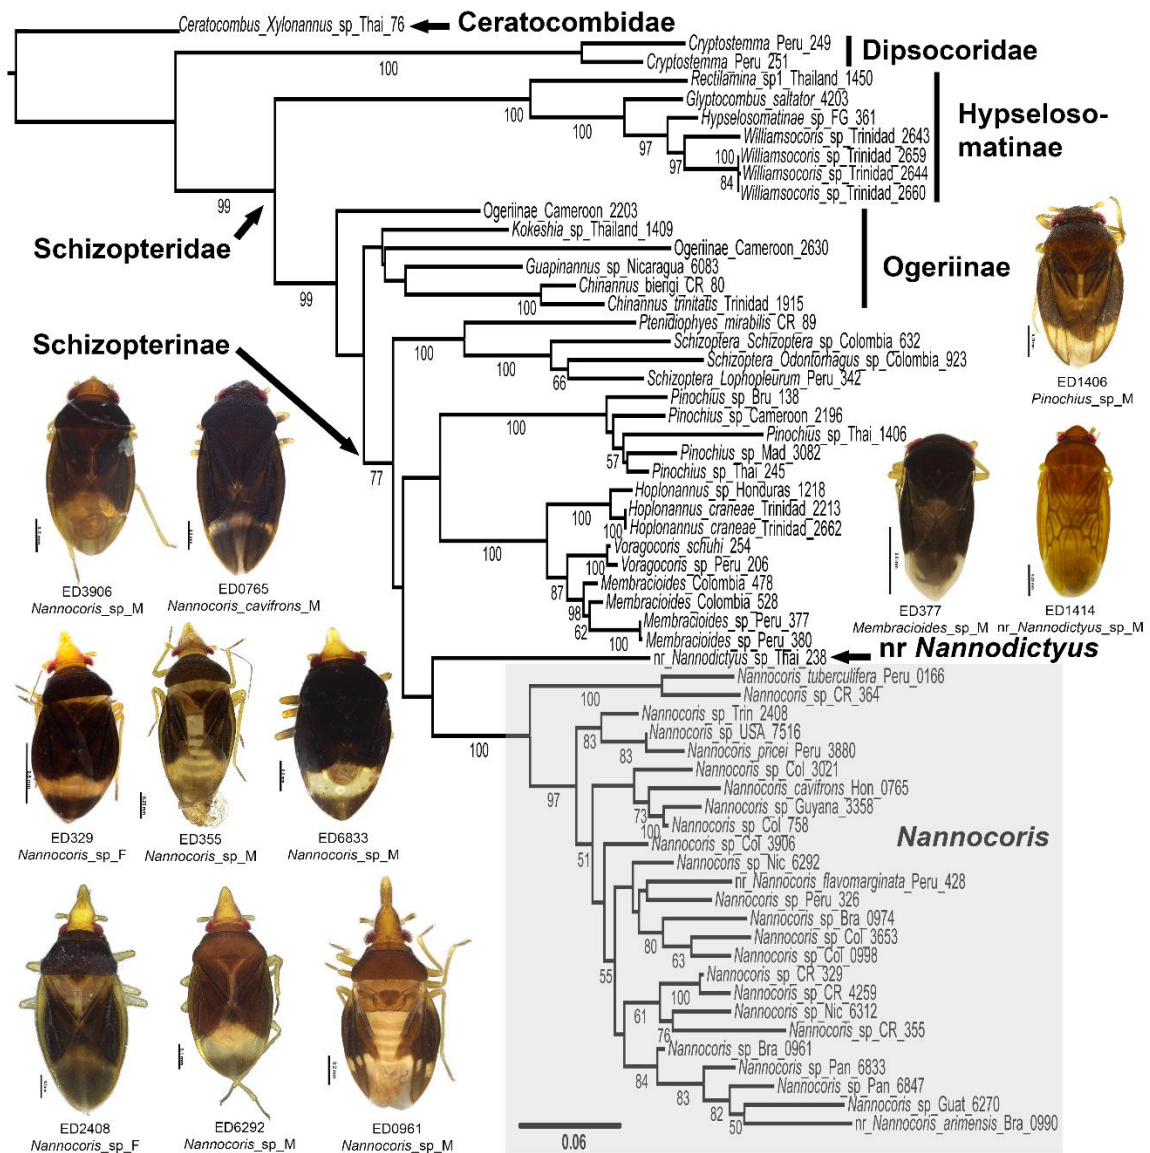 Ceratocombus_Xylonannus_sp_Thai_76
Ceratocombidae
Cryptostemma_Peru_249
Cryptostemma_Peru_251
Dipsocoridae
100
Rectilamina_sp1_Thailand_1450
Glyptocombus_saltator_4203
Hypselosomatinae_sp_FG_361
Williamsocoris_sp_Trinidad_2643
Williamsocoris_sp_Trinidad_2659
Williamsocoris_sp_Trinidad_2644
Williamsocoris_sp_Trinidad_2660
100
100
97
97
100
84
Hypseloso-
matinae
99
Schizopteridae
Ogeriinae_Cameroon_2203
Kokeshia_sp_Thailand_1409
Ogeriinae_Cameroon_2630
Guapinannus_sp_Nicaragua_6083
Chinannus_bierigi_CR_80
Chinannus_trinitatis_Trinidad_1915
99
100
Ogeriinae
Schizopterinae
77
Ptenidiophyes_mirabilis_CR_89
Schizoptera_Schizoptera_sp_Colombia_632
Schizoptera_Odontorhagus_sp_Colombia_923
Schizoptera_Lophopleurum_Peru_342
100
66
Pinochius_sp_Bru_138
Pinochius_sp_Cameroon_2196
Pinochius_sp_Thai_1406
Pinochius_sp_Mad_3082
Pinochius_sp_Thai_245
100
57
Hoplonannus_sp_Honduras_1218
Hoplonannus_craneae_Trinidad_2213
Hoplonannus_craneae_Trinidad_2662
Voragocoris_schuhi_254
Voragocoris_sp_Peru_206
Membracioides_Colombia_478
Membracioides_Colombia_528
Membracioides_sp_Peru_377
Membracioides_sp_Peru_380
100
100
100
100
87
98
62
100
nr_Nannodictyus_sp_Thai_238
nr Nannodictyus
Nannocoris_tuberculifera_Peru_0166
Nannocoris_sp_CR_364
Nannocoris_sp_Trin_2408
Nannocoris_sp_USA_7516
Nannocoris_pricei_Peru_3880
Nannocoris_sp_Col_3021
Nannocoris_cavifrons_Hon_0765
Nannocoris_sp_Guyana_3358
Nannocoris_sp_Col_758
Nannocoris_sp_Col_3906
Nannocoris_sp_Nic_6292
nr_Nannocoris_flavomarginata_Peru_428
Nannocoris_sp_Peru_326
Nannocoris_sp_Bra_0974
Nannocoris_sp_Col_3653
Nannocoris_sp_Col_0998
Nannocoris_sp_CR_329
Nannocoris_sp_CR_4259
Nannocoris_sp_Nic_6312
Nannocoris_sp_CR_355
Nannocoris_sp_Bra_0961
Nannocoris_sp_Pan_6833
Nannocoris_sp_Pan_6847
Nannocoris_sp_Guat_6270
nr_Nannocoris_arimensis_Bra_0990
100
100
83
83
97
73
100
51
80
63
55
100
61
76
84
83
82
50
Nannocoris
0.06
ED1406
Pinochius_sp_M
ED377
Membracioides_sp_M
ED1414
nr_Nannodictyus_sp_M
ED3906
Nannocoris_sp_M
ED0765
Nannocoris_cavifrons_M
ED329
Nannocoris_sp_F
ED355
Nannocoris_sp_M
ED6833
Nannocoris_sp_M
ED2408
Nannocoris_sp_F
ED6292
Nannocoris_sp_M
ED0961
Nannocoris_sp_M